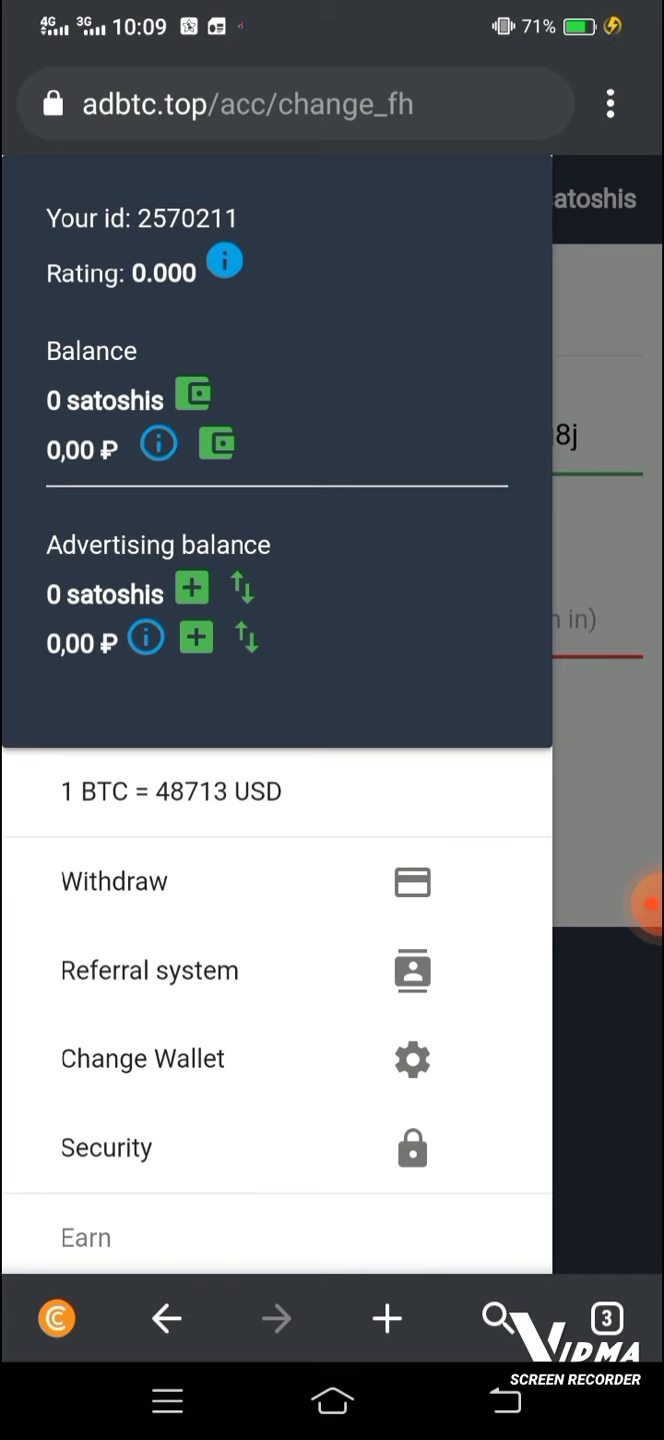 4G 3G 10:09 71%
adbtc.top/acc/change_fh
Your id: 2570211
atoshis
Rating: 0.000
Balance
0 satoshis
8j
0,00 ₽
Advertising balance
0 satoshis
in)
0,00 ₽
1 BTC = 48713 USD
Withdraw
Referral system
Change Wallet
Security
Earn
3
VIDMA
SCREEN RECORDER